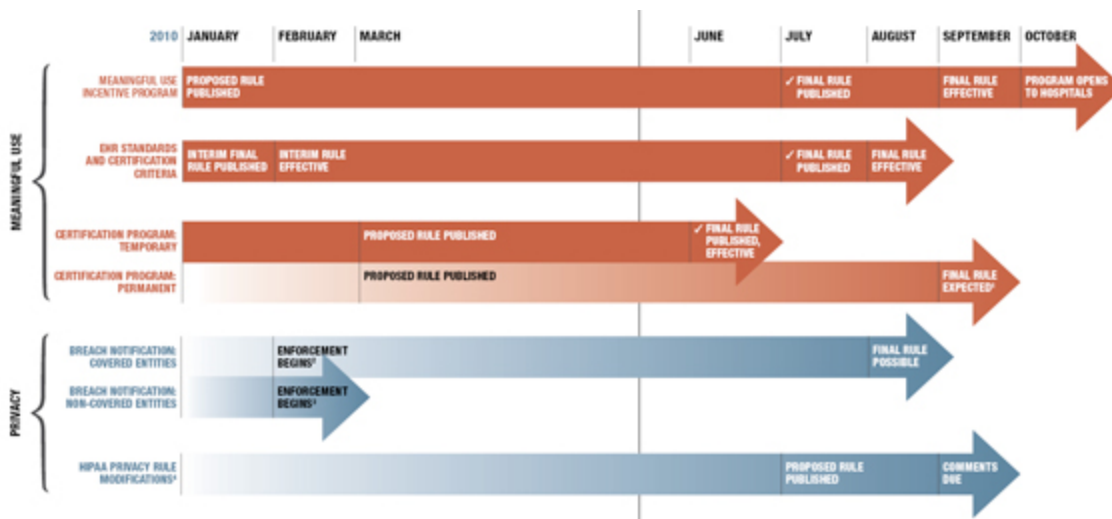 2010 JANUARY FEBRUARY MARCH JUNE JULY AUGUST SEPTEMBER OCTOBER
MEANINGFUL USE
MEANINGFUL USE
INCENTIVE PROGRAM
PROPOSED RULE
PUBLISHED
✓ FINAL RULE
PUBLISHED
FINAL RULE
EFFECTIVE
PROGRAM OPENS
TO HOSPITALS
EHR STANDARDS
AND CERTIFICATION
CRITERIA
INTERIM FINAL
RULE PUBLISHED
INTERIM RULE
EFFECTIVE
✓ FINAL RULE
PUBLISHED
FINAL RULE
EFFECTIVE
CERTIFICATION PROGRAM:
TEMPORARY
PROPOSED RULE PUBLISHED
✓ FINAL RULE
PUBLISHED,
EFFECTIVE
CERTIFICATION PROGRAM:
PERMANENT
PROPOSED RULE PUBLISHED
FINAL RULE
EXPECTED
PRIVACY
BREACH NOTIFICATION:
COVERED ENTITIES
ENFORCEMENT
BEGINS
FINAL RULE
POSSIBLE
BREACH NOTIFICATION:
NON-COVERED ENTITIES
ENFORCEMENT
BEGINS
HIPAA PRIVACY RULE
MODIFICATIONS
PROPOSED RULE
PUBLISHED
COMMENTS
DUE